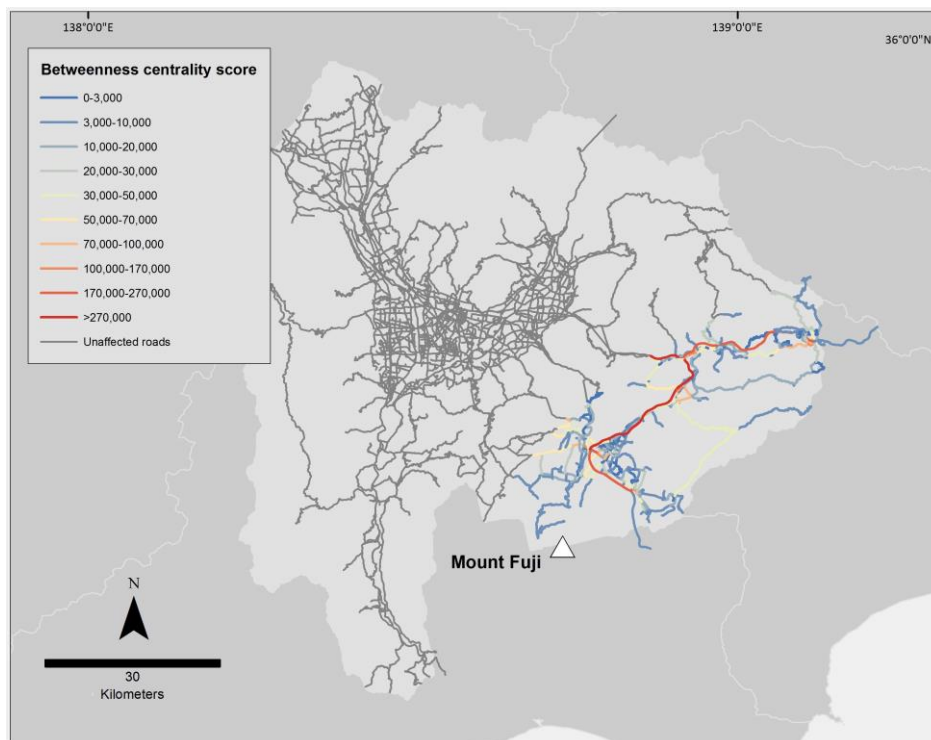 138°0'0"E
139°0'0"E
36°0'0"N
Betweenness centrality score
0-3,000
3,000-10,000
10,000-20,000
20,000-30,000
30,000-50,000
50,000-70,000
70,000-100,000
100,000-170,000
170,000-270,000
>270,000
Unaffected roads
Mount Fuji
N
30
Kilometers